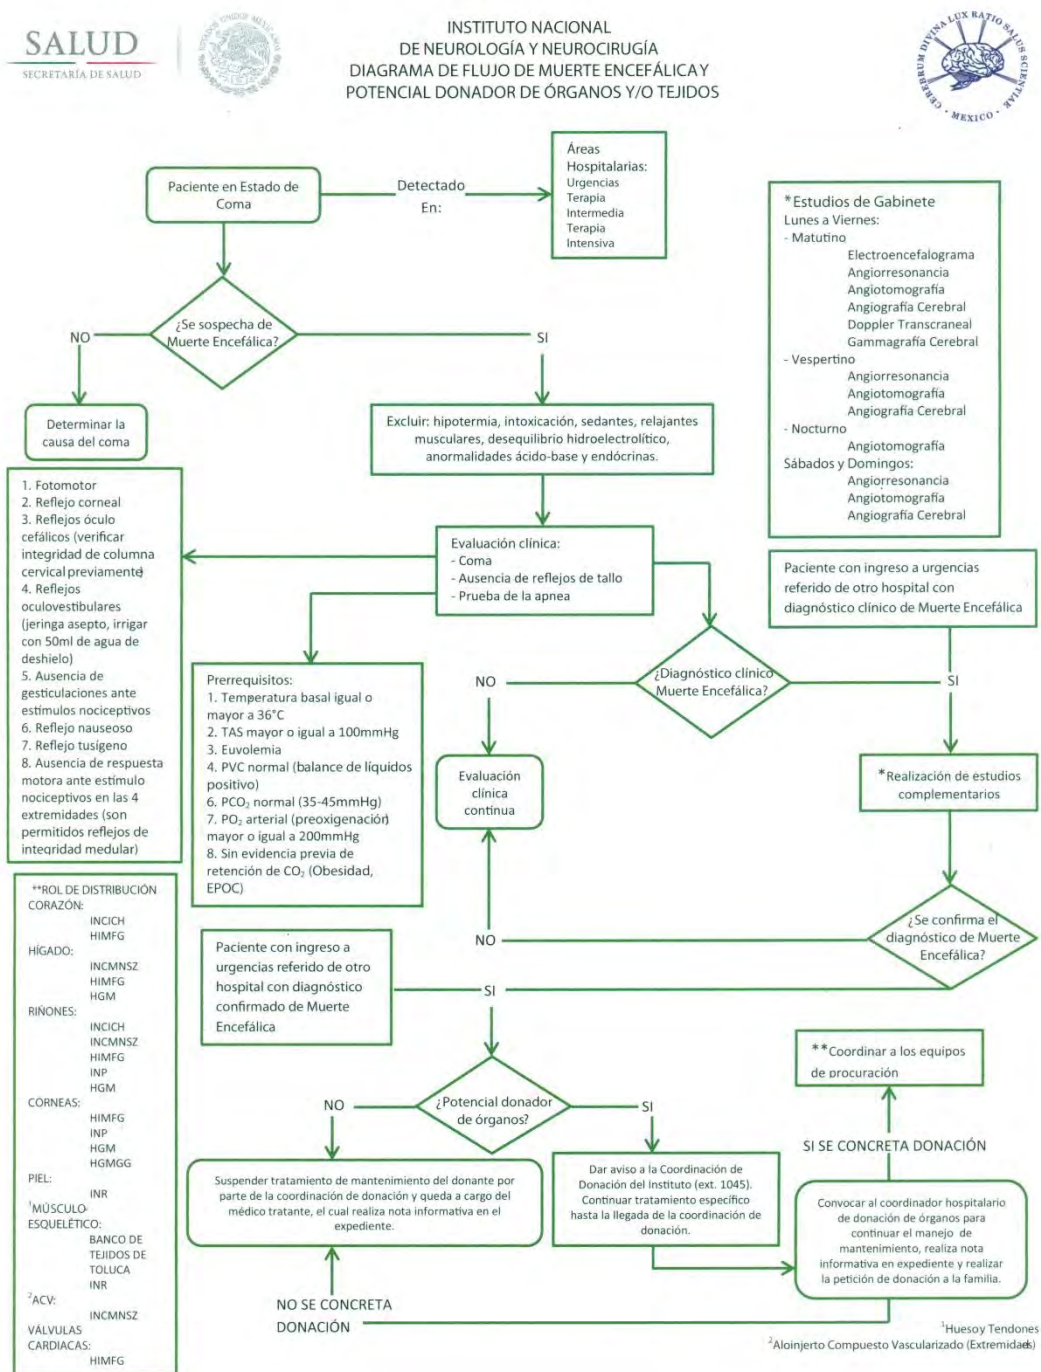 SALUD
SECRETARÍA DE SALUD
ESTADOS UNIDOS MEXICANOS
INSTITUTO NACIONAL
DE NEUROLOGÍA Y NEUROCIRUGÍA
DIAGRAMA DE FLUJO DE MUERTE ENCEFÁLICA Y
POTENCIAL DONADOR DE ÓRGANOS Y/O TEJIDOS
CEREBRUM DIVINA LUX RATIO SALUS SCIENTIAE
· MEXICO ·
Paciente en Estado de
Coma
Detectado
En:
Áreas
Hospitalarias:
Urgencias
Terapia
Intermedia
Terapia
Intensiva
*Estudios de Gabinete
Lunes a Viernes:
- Matutino
Electroencefalograma
Angiorresonancia
Angiotomografía
Angiografía Cerebral
Doppler Transcraneal
Gammagrafía Cerebral
- Vespertino
Angiorresonancia
Angiotomografía
Angiografía Cerebral
- Nocturno
Angiotomografía
Sábados y Domingos:
Angiorresonancia
Angiotomografía
Angiografía Cerebral
¿Se sospecha de
Muerte Encefálica?
NO
SI
Determinar la
causa del coma
Excluir: hipotermia, intoxicación, sedantes, relajantes
musculares, desequilibrio hidroelectrolítico,
anormalidades ácido-base y endócrinas.
1. Fotomotor
2. Reflejo corneal
3. Reflejos óculo
cefálicos (verificar
integridad de columna
cervical previamente)
4. Reflejos
oculovestibulares
(jeringa asepto, irrigar
con 50ml de agua de
deshielo)
5. Ausencia de
gesticulaciones ante
estímulos nociceptivos
6. Reflejo nauseoso
7. Reflejo tusígeno
8. Ausencia de respuesta
motora ante estímulo
nociceptivos en las 4
extremidades (son
permitidos reflejos de
integridad medular)
Evaluación clínica:
- Coma
- Ausencia de reflejos de tallo
- Prueba de la apnea
Paciente con ingreso a urgencias
referido de otro hospital con
diagnóstico clínico de Muerte Encefálica
Prerrequisitos:
1. Temperatura basal igual o
mayor a 36°C
2. TAS mayor o igual a 100mmHg
3. Euvolemia
4. PVC normal (balance de líquidos
positivo)
6. PCO₂ normal (35-45mmHg)
7. PO₂ arterial (preoxigenación)
mayor o igual a 200mmHg
8. Sin evidencia previa de
retención de CO₂ (Obesidad,
EPOC)
¿Diagnóstico clínico
Muerte Encefálica?
NO
SI
Evaluación
clínica
contínua
*Realización de estudios
complementarios
¿Se confirma el
diagnóstico de Muerte
Encefálica?
NO
SI
Paciente con ingreso a
urgencias referido de otro
hospital con diagnóstico
confirmado de Muerte
Encefálica
**ROL DE DISTRIBUCIÓN
CORAZÓN:
INCICH
HIMFG
HÍGADO:
INCMNSZ
HIMFG
HGM
RIÑONES:
INCICH
INCMNSZ
HIMFG
INP
HGM
CORNEAS:
HIMFG
INP
HGM
HGMGG
PIEL:
INR
¹MÚSCULO-
ESQUELÉTICO:
BANCO DE
TEJIDOS DE
TOLUCA
INR
²ACV:
INCMNSZ
VÁLVULAS
CARDIACAS:
HIMFG
¿Potencial donador
de órganos?
NO
SI
Suspender tratamiento de mantenimiento del donante por
parte de la coordinación de donación y queda a cargo del
médico tratante, el cual realiza nota informativa en el
expediente.
Dar aviso a la Coordinación de
Donación del Instituto (ext. 1045).
Continuar tratamiento específico
hasta la llegada de la coordinación de
donación.
**Coordinar a los equipos
de procuración
SI SE CONCRETA DONACIÓN
Convocar al coordinador hospitalario
de donación de órganos para
continuar el manejo de
mantenimiento, realiza nota
informativa en expediente y realizar
la petición de donación a la familia.
NO SE CONCRETA
DONACIÓN
¹Hueso y Tendones
²Aloinjerto Compuesto Vascularizado (Extremidades)